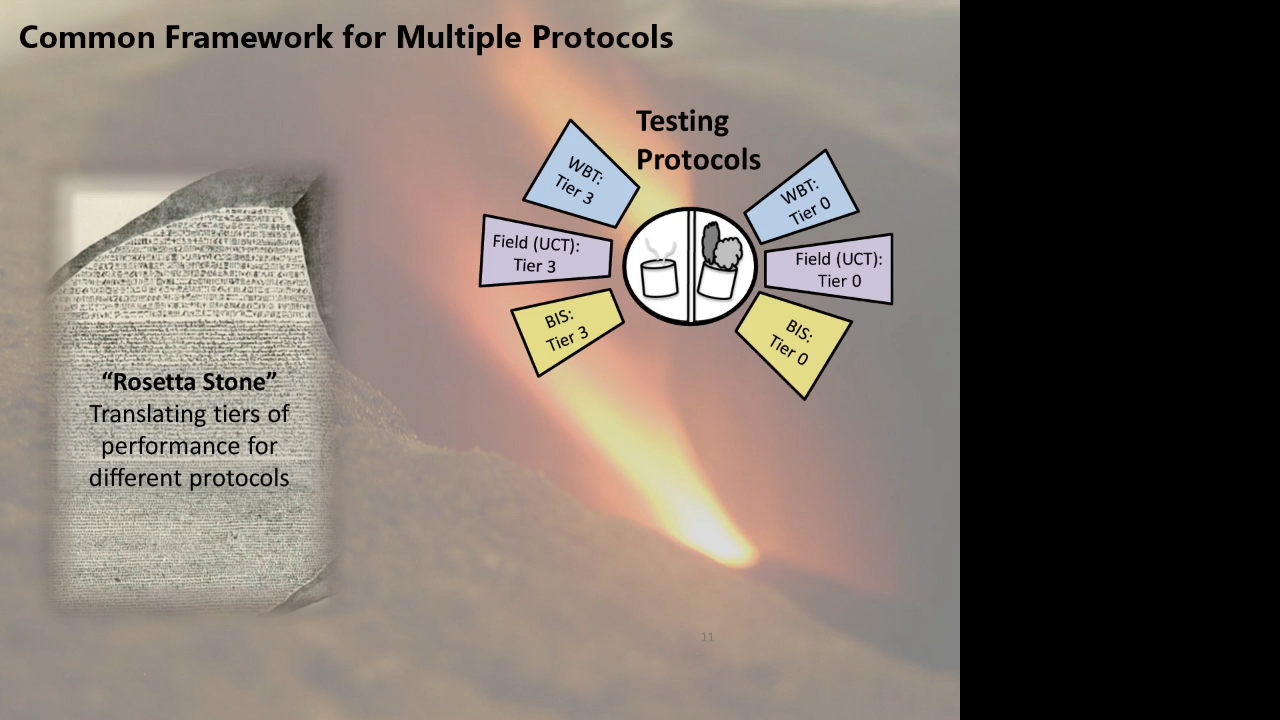 Common Framework for Multiple Protocols
Testing
Protocols
WBT:
Tier 3
WBT:
Tier 0
Field (UCT):
Tier 3
Field (UCT):
Tier 0
BIS:
Tier 3
BIS:
Tier 0
“Rosetta Stone”
Translating tiers of
performance for
different protocols
11